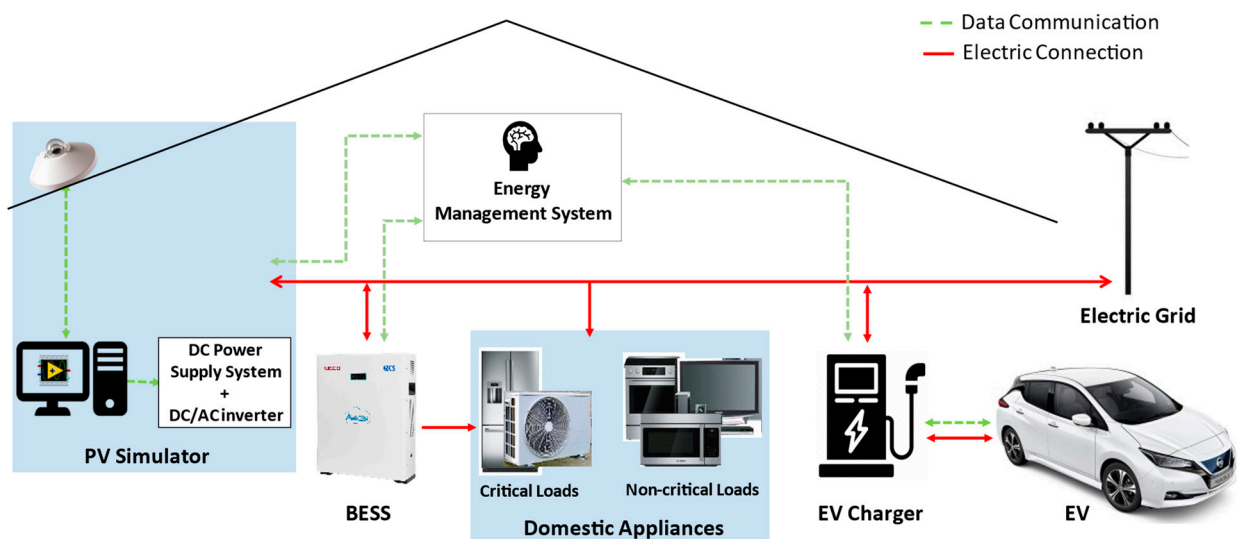 Data Communication
Electric Connection
Energy
Management System
Electric Grid
DC Power
Supply System
+
DC/AC inverter
PV Simulator
BESS
Critical Loads
Non-critical Loads
Domestic Appliances
EV Charger
EV